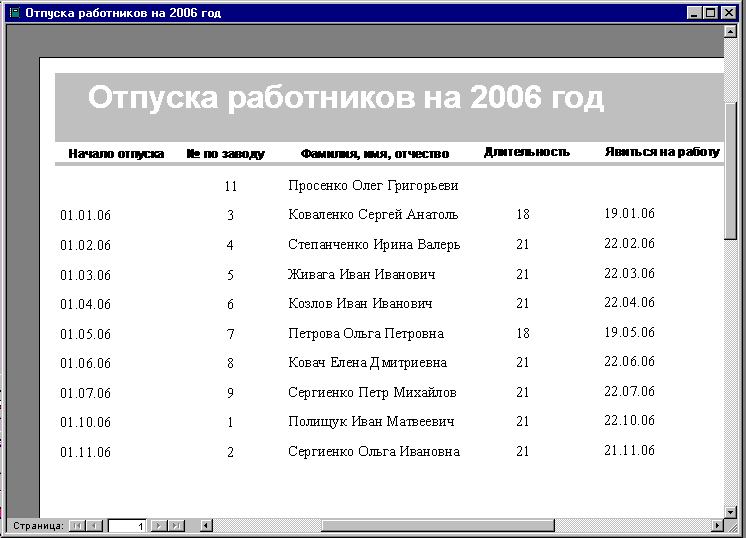 Отпуска работников на 2006 год
Отпуска работников на 2006 год
Начало отпуска № по заводу Фамилия, имя, отчество Длительность Явиться на работу
11 Просенко Олег Григорьеви
01.01.06 3 Коваленко Сергей Анатоль 18 19.01.06
01.02.06 4 Степанченко Ирина Валерь 21 22.02.06
01.03.06 5 Живага Иван Иванович 21 22.03.06
01.04.06 6 Козлов Иван Иванович 21 22.04.06
01.05.06 7 Петрова Ольга Петровна 18 19.05.06
01.06.06 8 Ковач Елена Дмитриевна 21 22.06.06
01.07.06 9 Сергиенко Петр Михайлов 21 22.07.06
01.10.06 1 Полищук Иван Матвеевич 21 22.10.06
01.11.06 2 Сергиенко Ольга Ивановна 21 21.11.06
Страница: 1